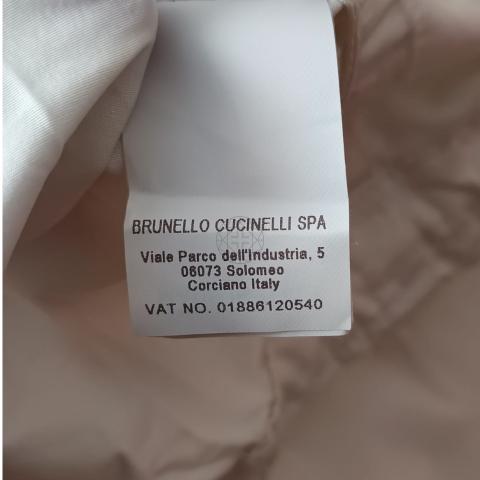 BRUNELLO CUCINELLI SPA
Viale Parco dell'industria, 5
06073 Solomeo
Corciano Italy
VAT NO. 01886120540